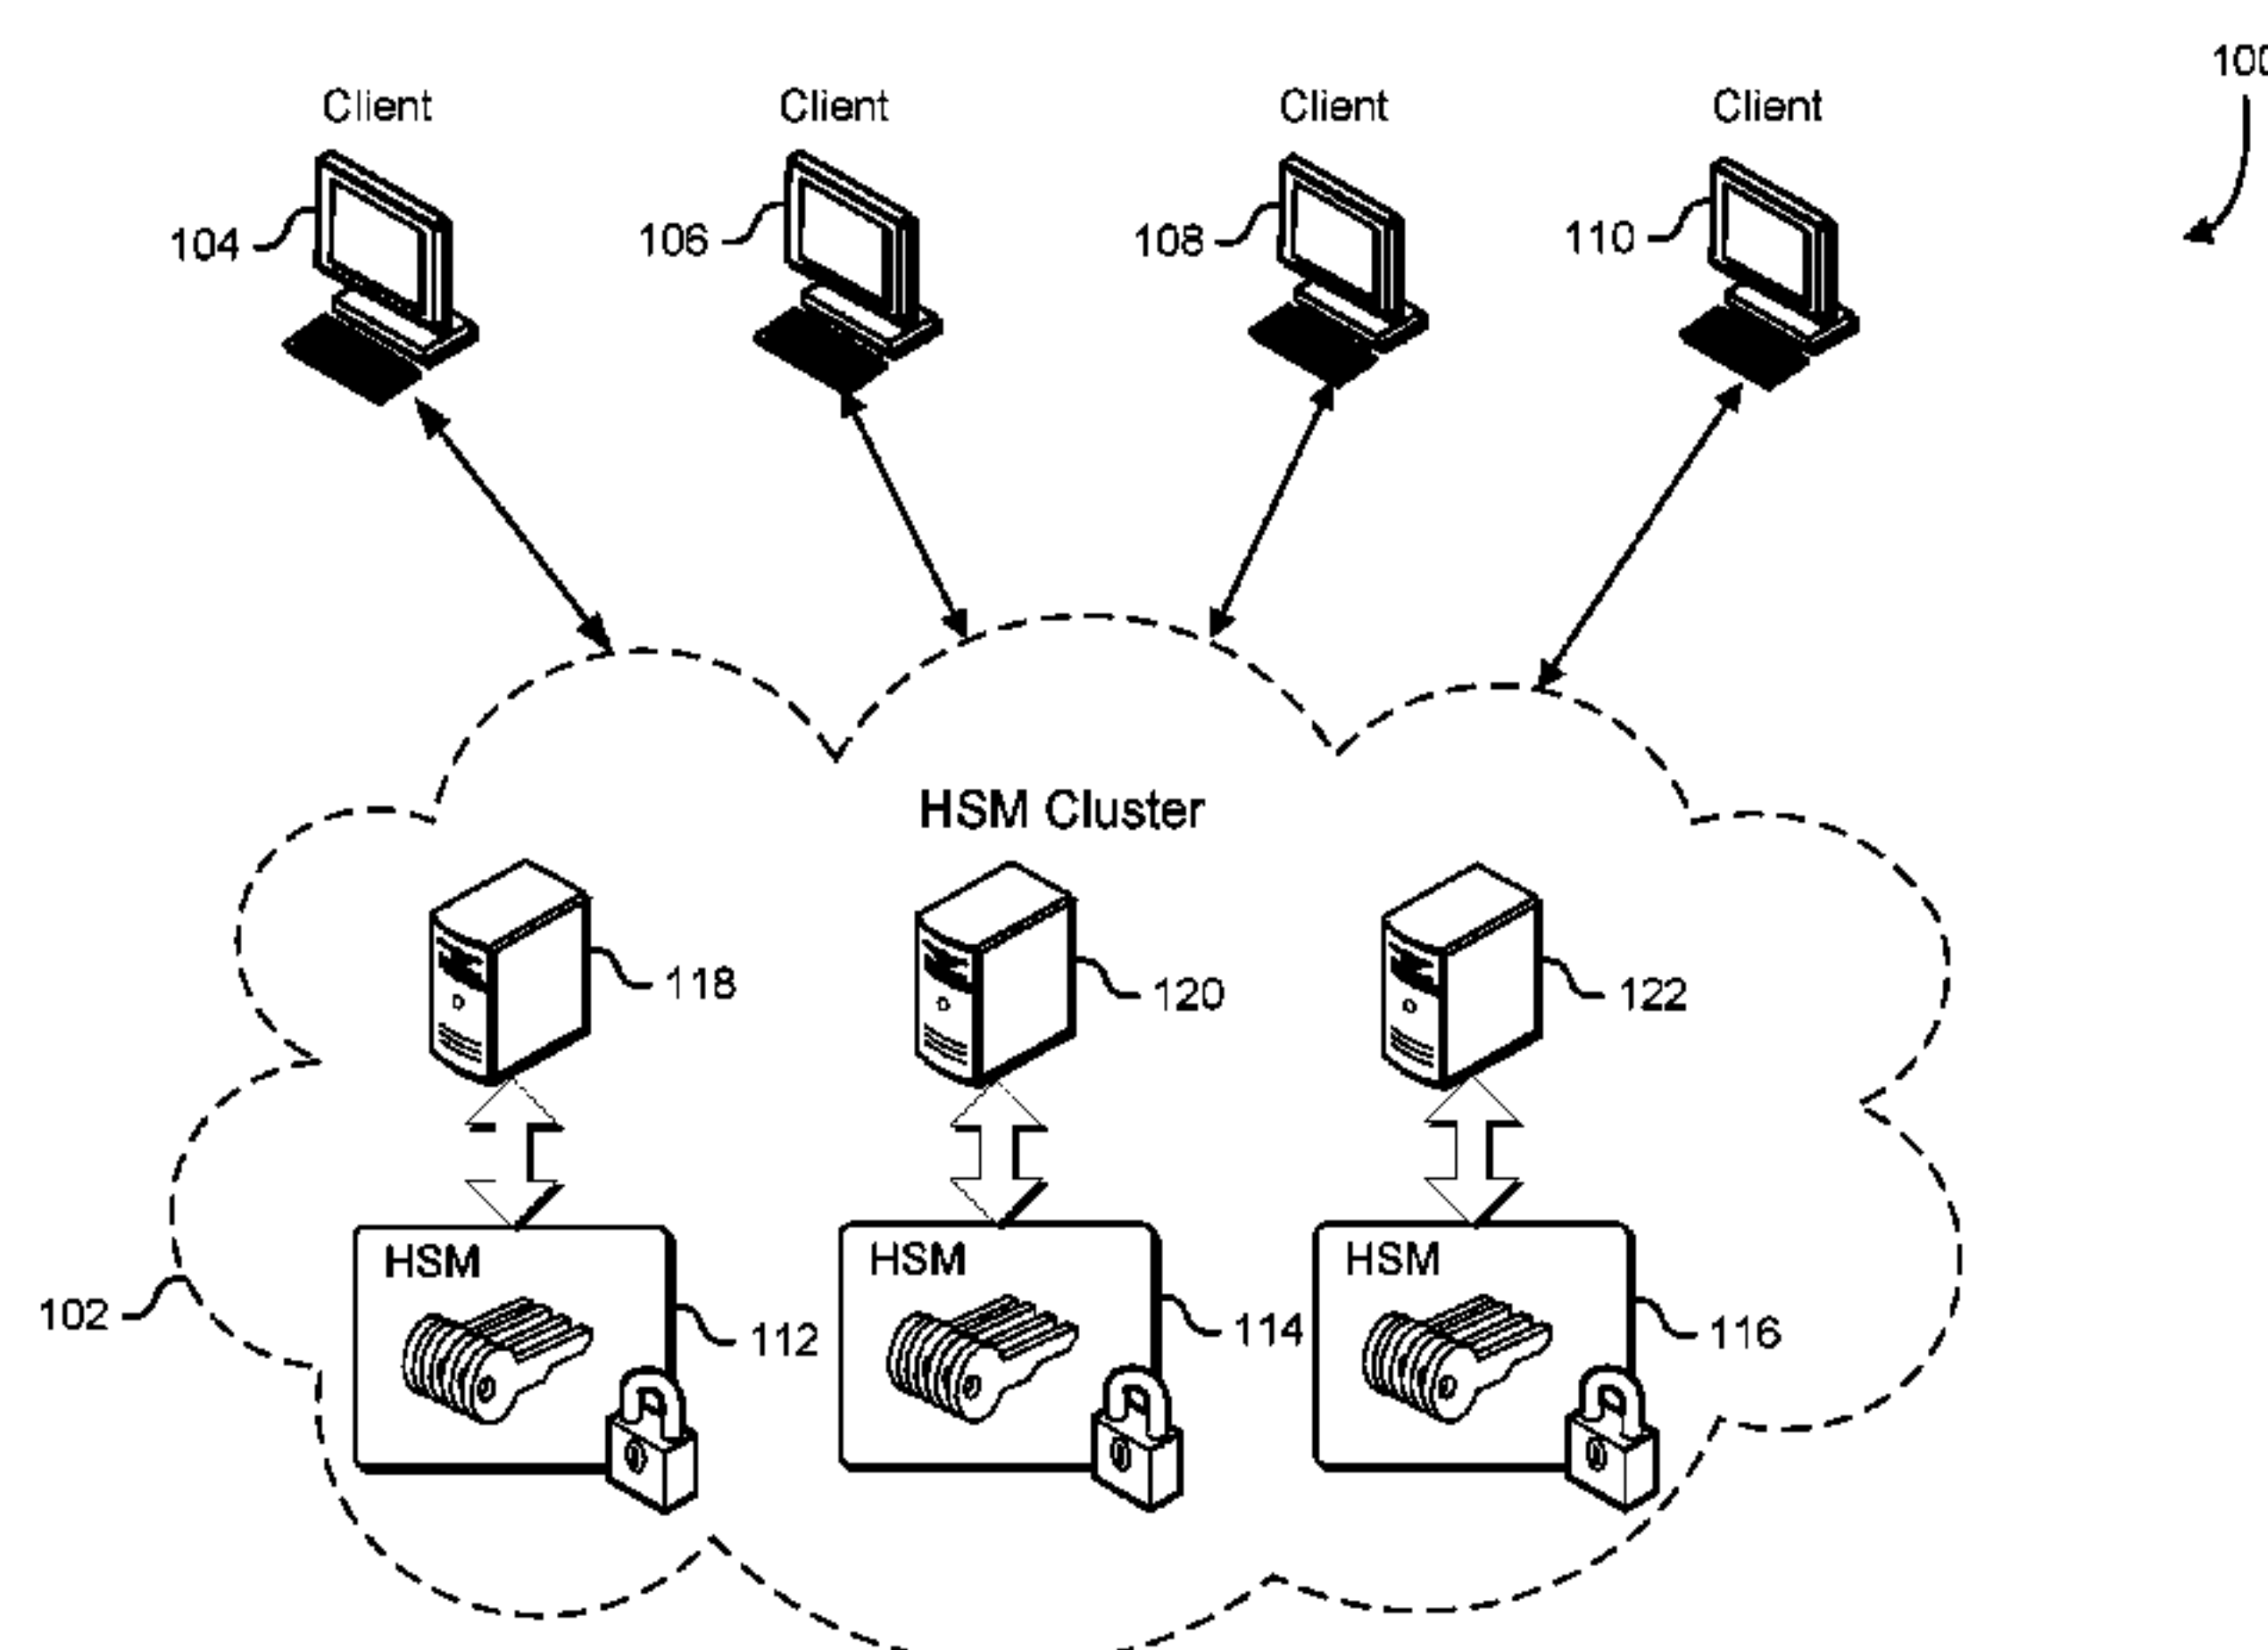 100
Client Client Client Client
104 106 108 110
HSM Cluster
118 120 122
HSM HSM HSM
102 112 114 116